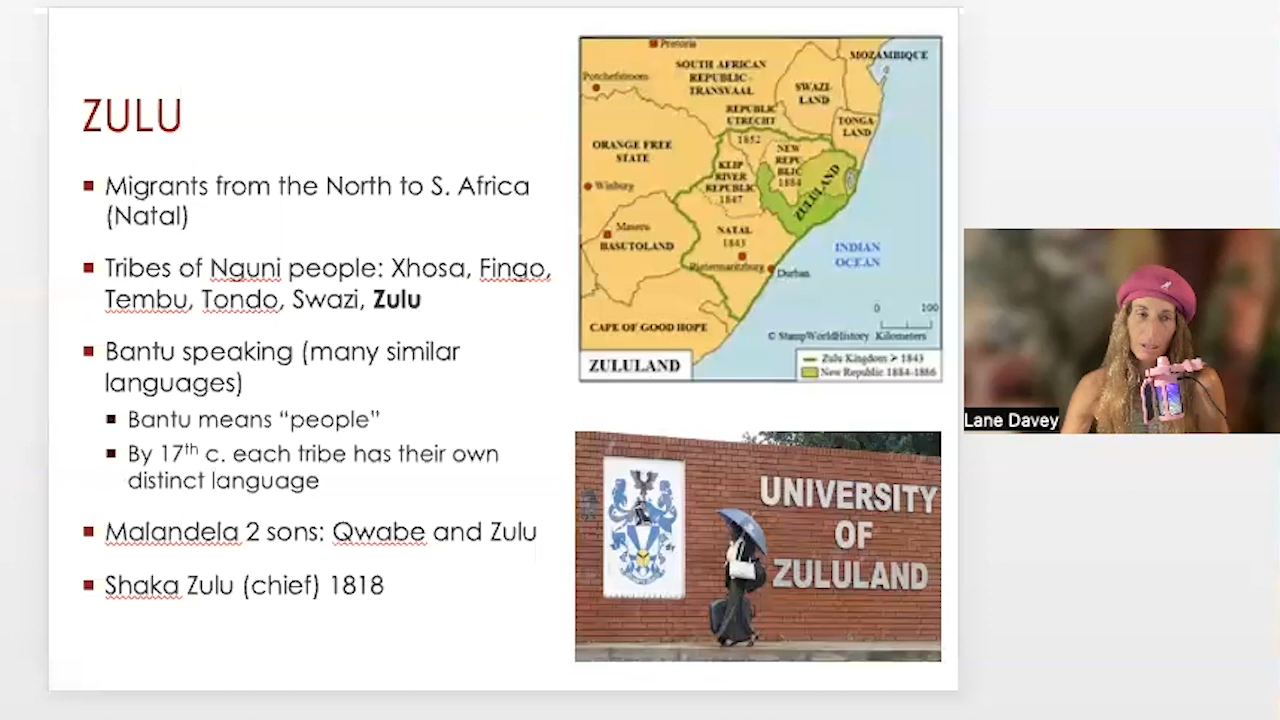 ZULU
Migrants from the North to S. Africa
(Natal)
Tribes of Nguni people: Xhosa, Fingo,
Tembu, Tondo, Swazi, Zulu
Bantu speaking (many similar
languages)
Bantu means “people”
By 17th c. each tribe has their own
distinct language
Malandela 2 sons: Qwabe and Zulu
Shaka Zulu (chief) 1818
Pretoria
MOZAMBIQUE
Potchefstroom
SOUTH AFRICAN
REPUBLIC -
TRANSVAAL
SWAZI-
LAND
REPUBLIC
UTRECHT
1852
TONGA-
LAND
ORANGE FREE
STATE
NEW
REPU
BLIC
1884
KLIP
RIVER
REPUBLIC
1847
ZULULAND
Winburg
Maseru
BASUTOLAND
NATAL
1843
Pietermaritzburg
Durban
INDIAN
OCEAN
CAPE OF GOOD HOPE
0 100
© StampWorldHistory Kilometers
ZULULAND
Zulu Kingdom > 1843
New Republic 1884-1886
UNIVERSITY
OF
ZULULAND
Lane Davey